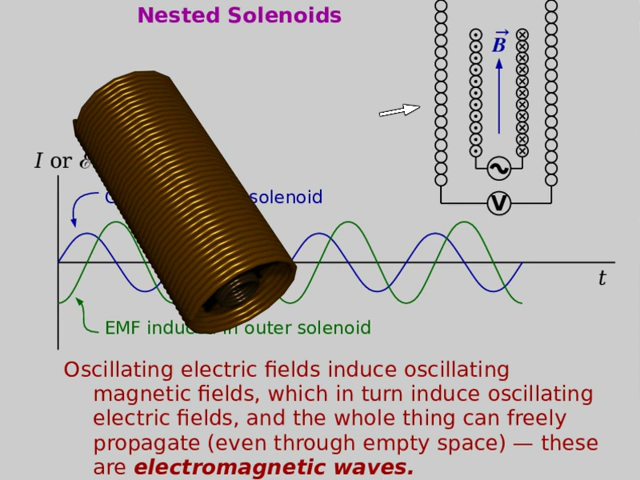 Nested Solenoids
B
I or ℰ
solenoid
V
t
EMF induced in outer solenoid
Oscillating electric fields induce oscillating
magnetic fields, which in turn induce oscillating
electric fields, and the whole thing can freely
propagate (even through empty space) — these
are electromagnetic waves.